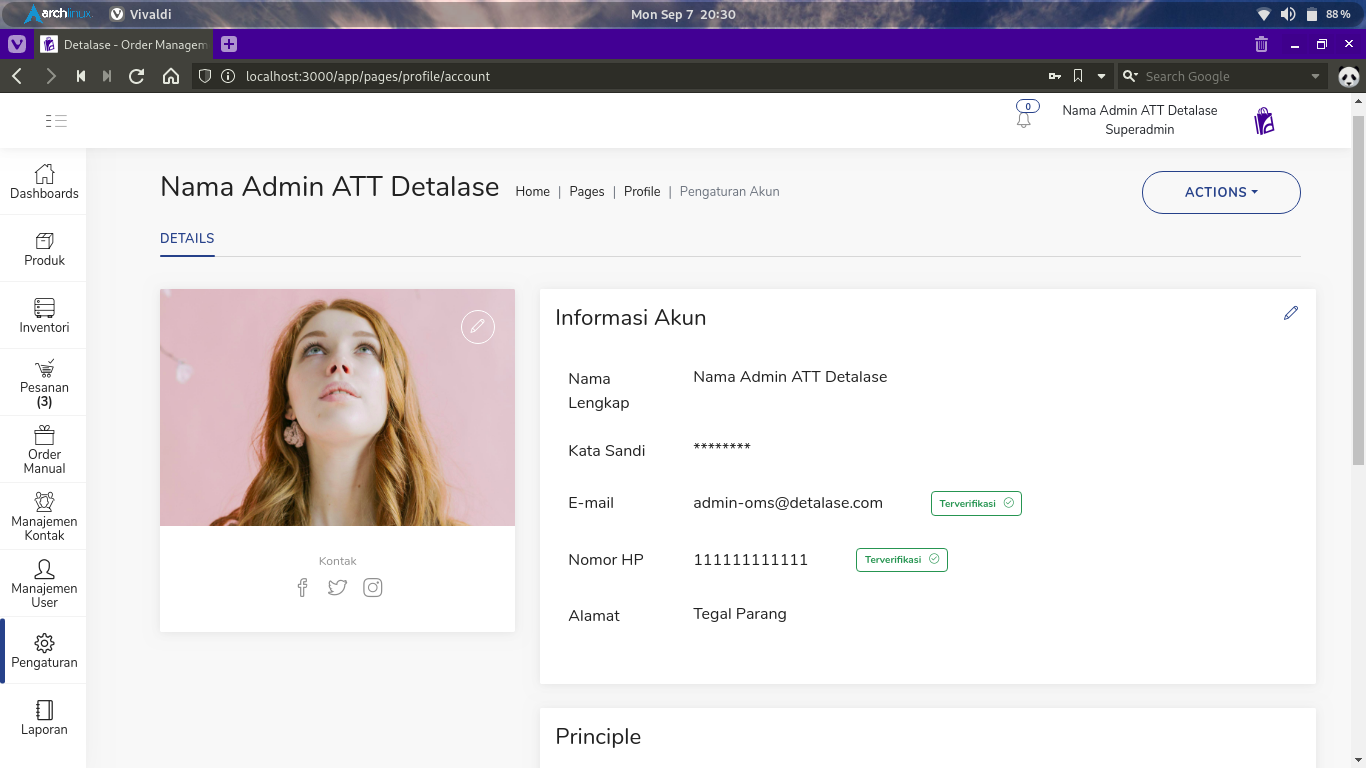 archlinux
Vivaldi
Mon Sep 7 20:30
88 %
Detalase - Order Managem
localhost:3000/app/pages/profile/account
Search Google
0
Nama Admin ATT Detalase
Superadmin
Dashboards
Produk
Inventori
Pesanan
(3)
Order
Manual
Manajemen
Kontak
Manajemen
User
Pengaturan
Laporan
Nama Admin ATT Detalase
Home | Pages | Profile | Pengaturan Akun
ACTIONS
DETAILS
Kontak
Informasi Akun
Nama
Lengkap
Nama Admin ATT Detalase
Kata Sandi
********
E-mail
admin-oms@detalase.com
Terverifikasi
Nomor HP
111111111111
Terverifikasi
Alamat
Tegal Parang
Principle